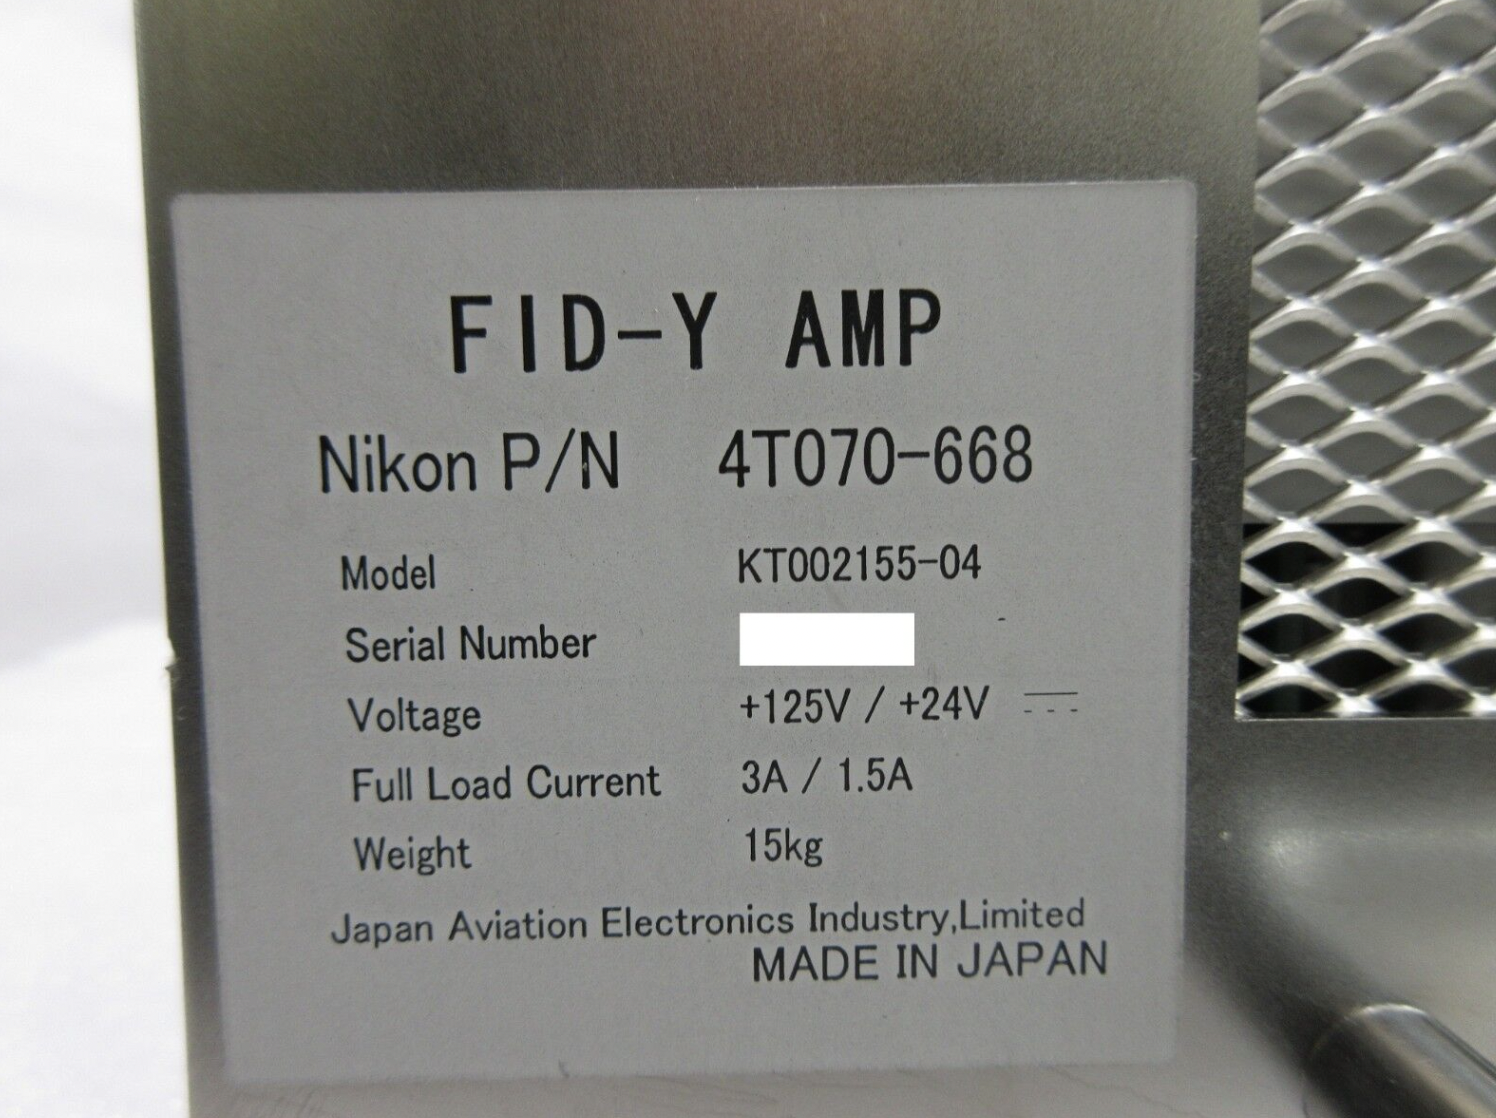 FID-Y AMP
Nikon P/N 4T070-668
Model KT002155-04
Serial Number
Voltage +125V / +24V ⎓
Full Load Current 3A / 1.5A
Weight 15kg
Japan Aviation Electronics Industry,Limited
MADE IN JAPAN